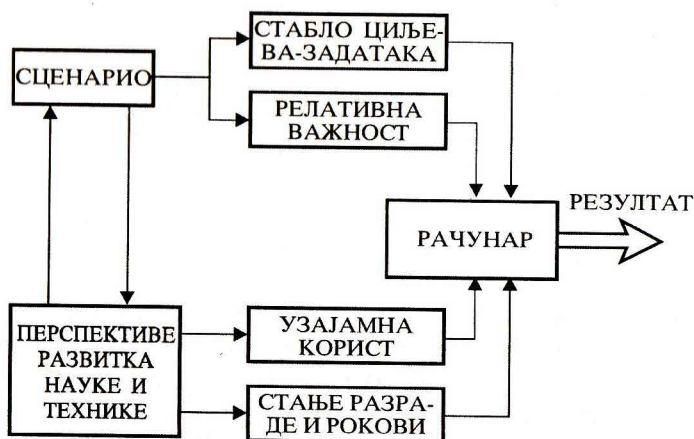 СТАБЛО ЦИЉЕ-
ВА-ЗАДАТАКА
СЦЕНАРИО
РЕЛАТИВНА
ВАЖНОСТ
РЕЗУЛТАТ
РАЧУНАР
ПЕРСПЕКТИВЕ
РАЗВИТКА
НАУКЕ И
ТЕХНИКЕ
УЗАЈАМНА
КОРИСТ
СТАЊЕ РАЗРА-
ДЕ И РОКОВИ